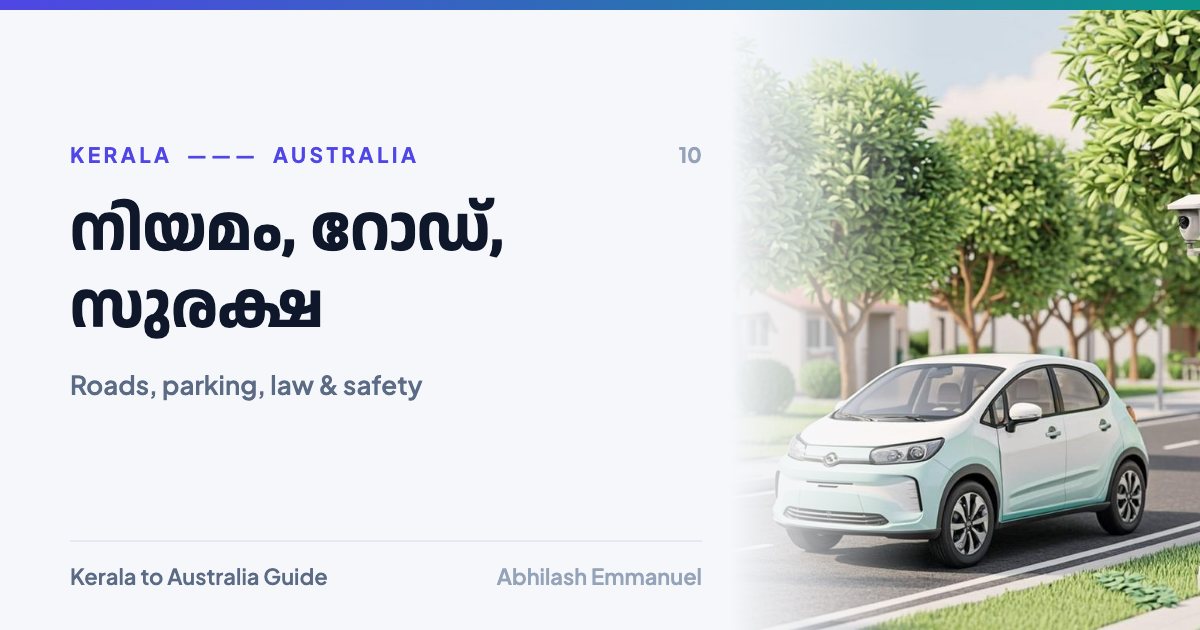 KERALA ——— AUSTRALIA 10
നിയമം, റോഡ്,
സുരക്ഷ
Roads, parking, law & safety
Kerala to Australia Guide Abhilash Emmanuel